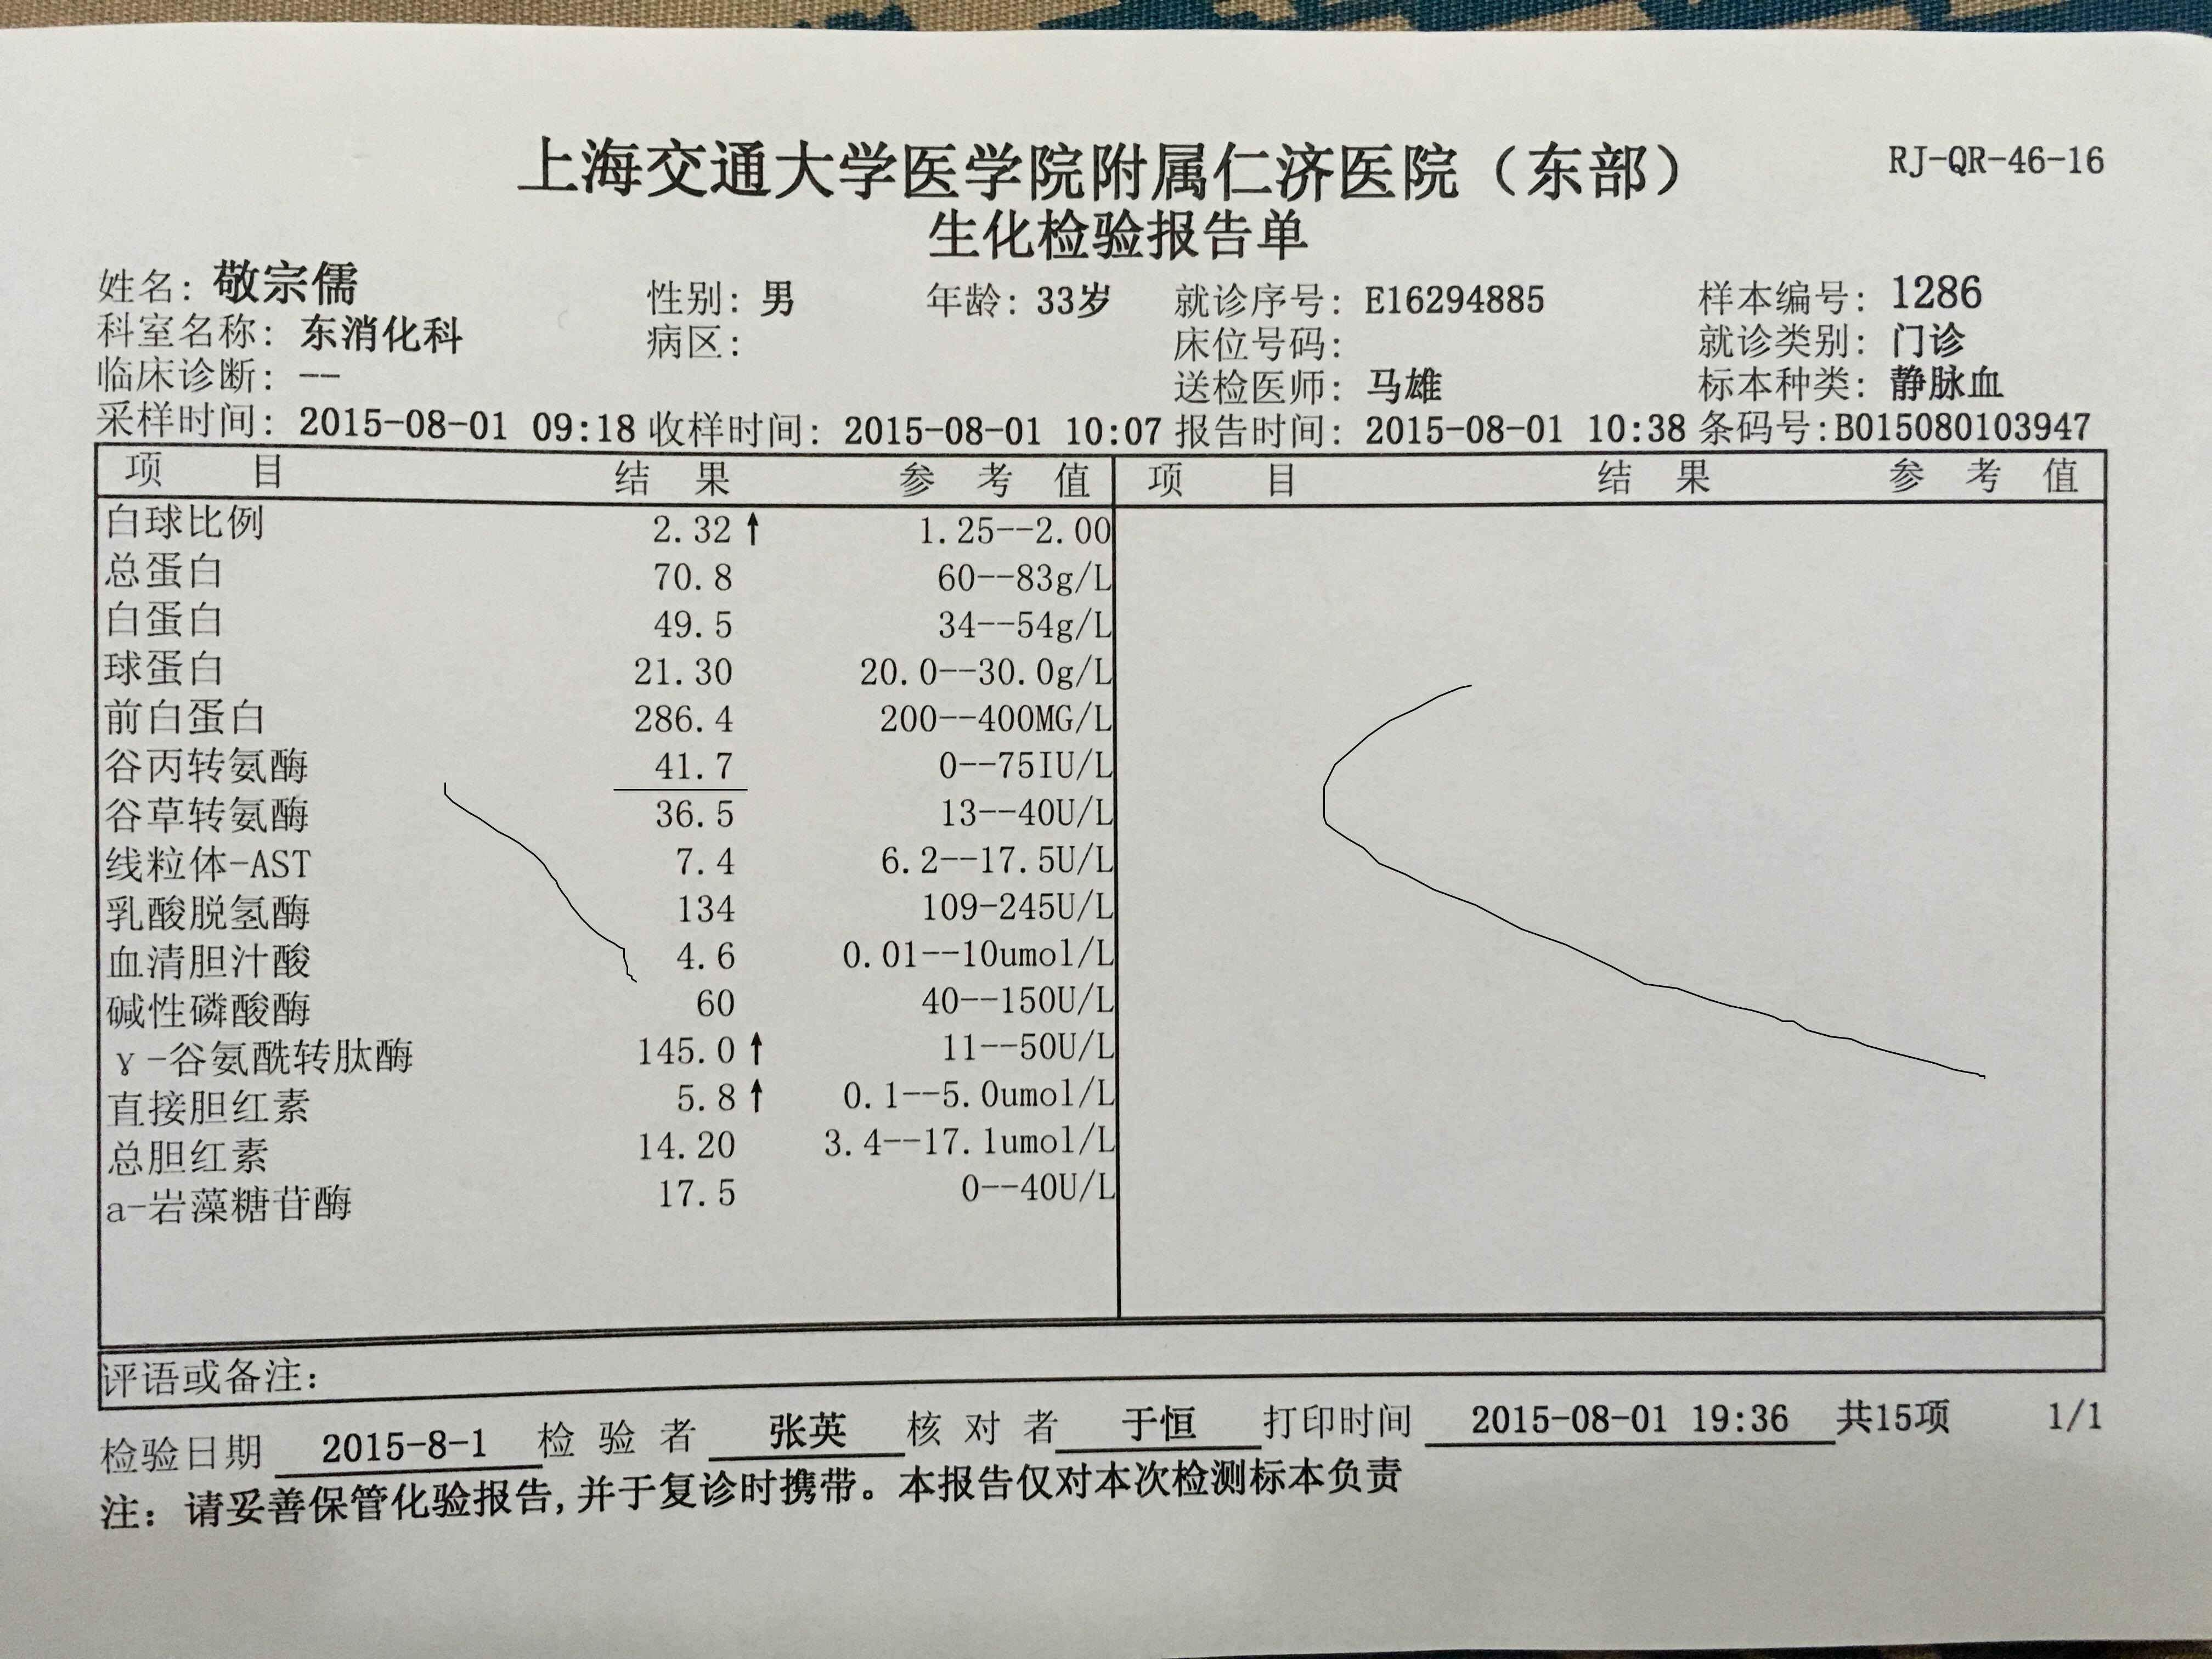 上海交通大学医学院附属仁济医院（东部） RJ-QR-46-16
生化检验报告单
姓名: 敬宗儒 性别: 男 年龄: 33岁 就诊序号: E16294885 样本编号: 1286
科室名称: 东消化科 病区: 床位号码: 就诊类别: 门诊
临床诊断: -- 送检医师: 马雄 标本种类: 静脉血
采样时间: 2015-08-01 09:18 收样时间: 2015-08-01 10:07 报告时间: 2015-08-01 10:38 条码号:B015080103947
项 目 结 果 参 考 值 项 目 结 果 参 考 值
白球比例 2.32↑ 1.25--2.00
总蛋白 70.8 60--83g/L
白蛋白 49.5 34--54g/L
球蛋白 21.30 20.0--30.0g/L
前白蛋白 286.4 200--400MG/L
谷丙转氨酶 41.7 0--75IU/L
谷草转氨酶 36.5 13--40U/L
线粒体-AST 7.4 6.2--17.5U/L
乳酸脱氢酶 134 109-245U/L
血清胆汁酸 4.6 0.01--10umol/L
碱性磷酸酶 60 40--150U/L
γ-谷氨酰转肽酶 145.0↑ 11--50U/L
直接胆红素 5.8↑ 0.1--5.0umol/L
总胆红素 14.20 3.4--17.1umol/L
a-岩藻糖苷酶 17.5 0--40U/L
评语或备注:
检验日期 2015-8-1 检 验 者 张英 核 对 者 于恒 打印时间 2015-08-01 19:36 共15项 1/1
注: 请妥善保管化验报告,并于复诊时携带。本报告仅对本次检测标本负责